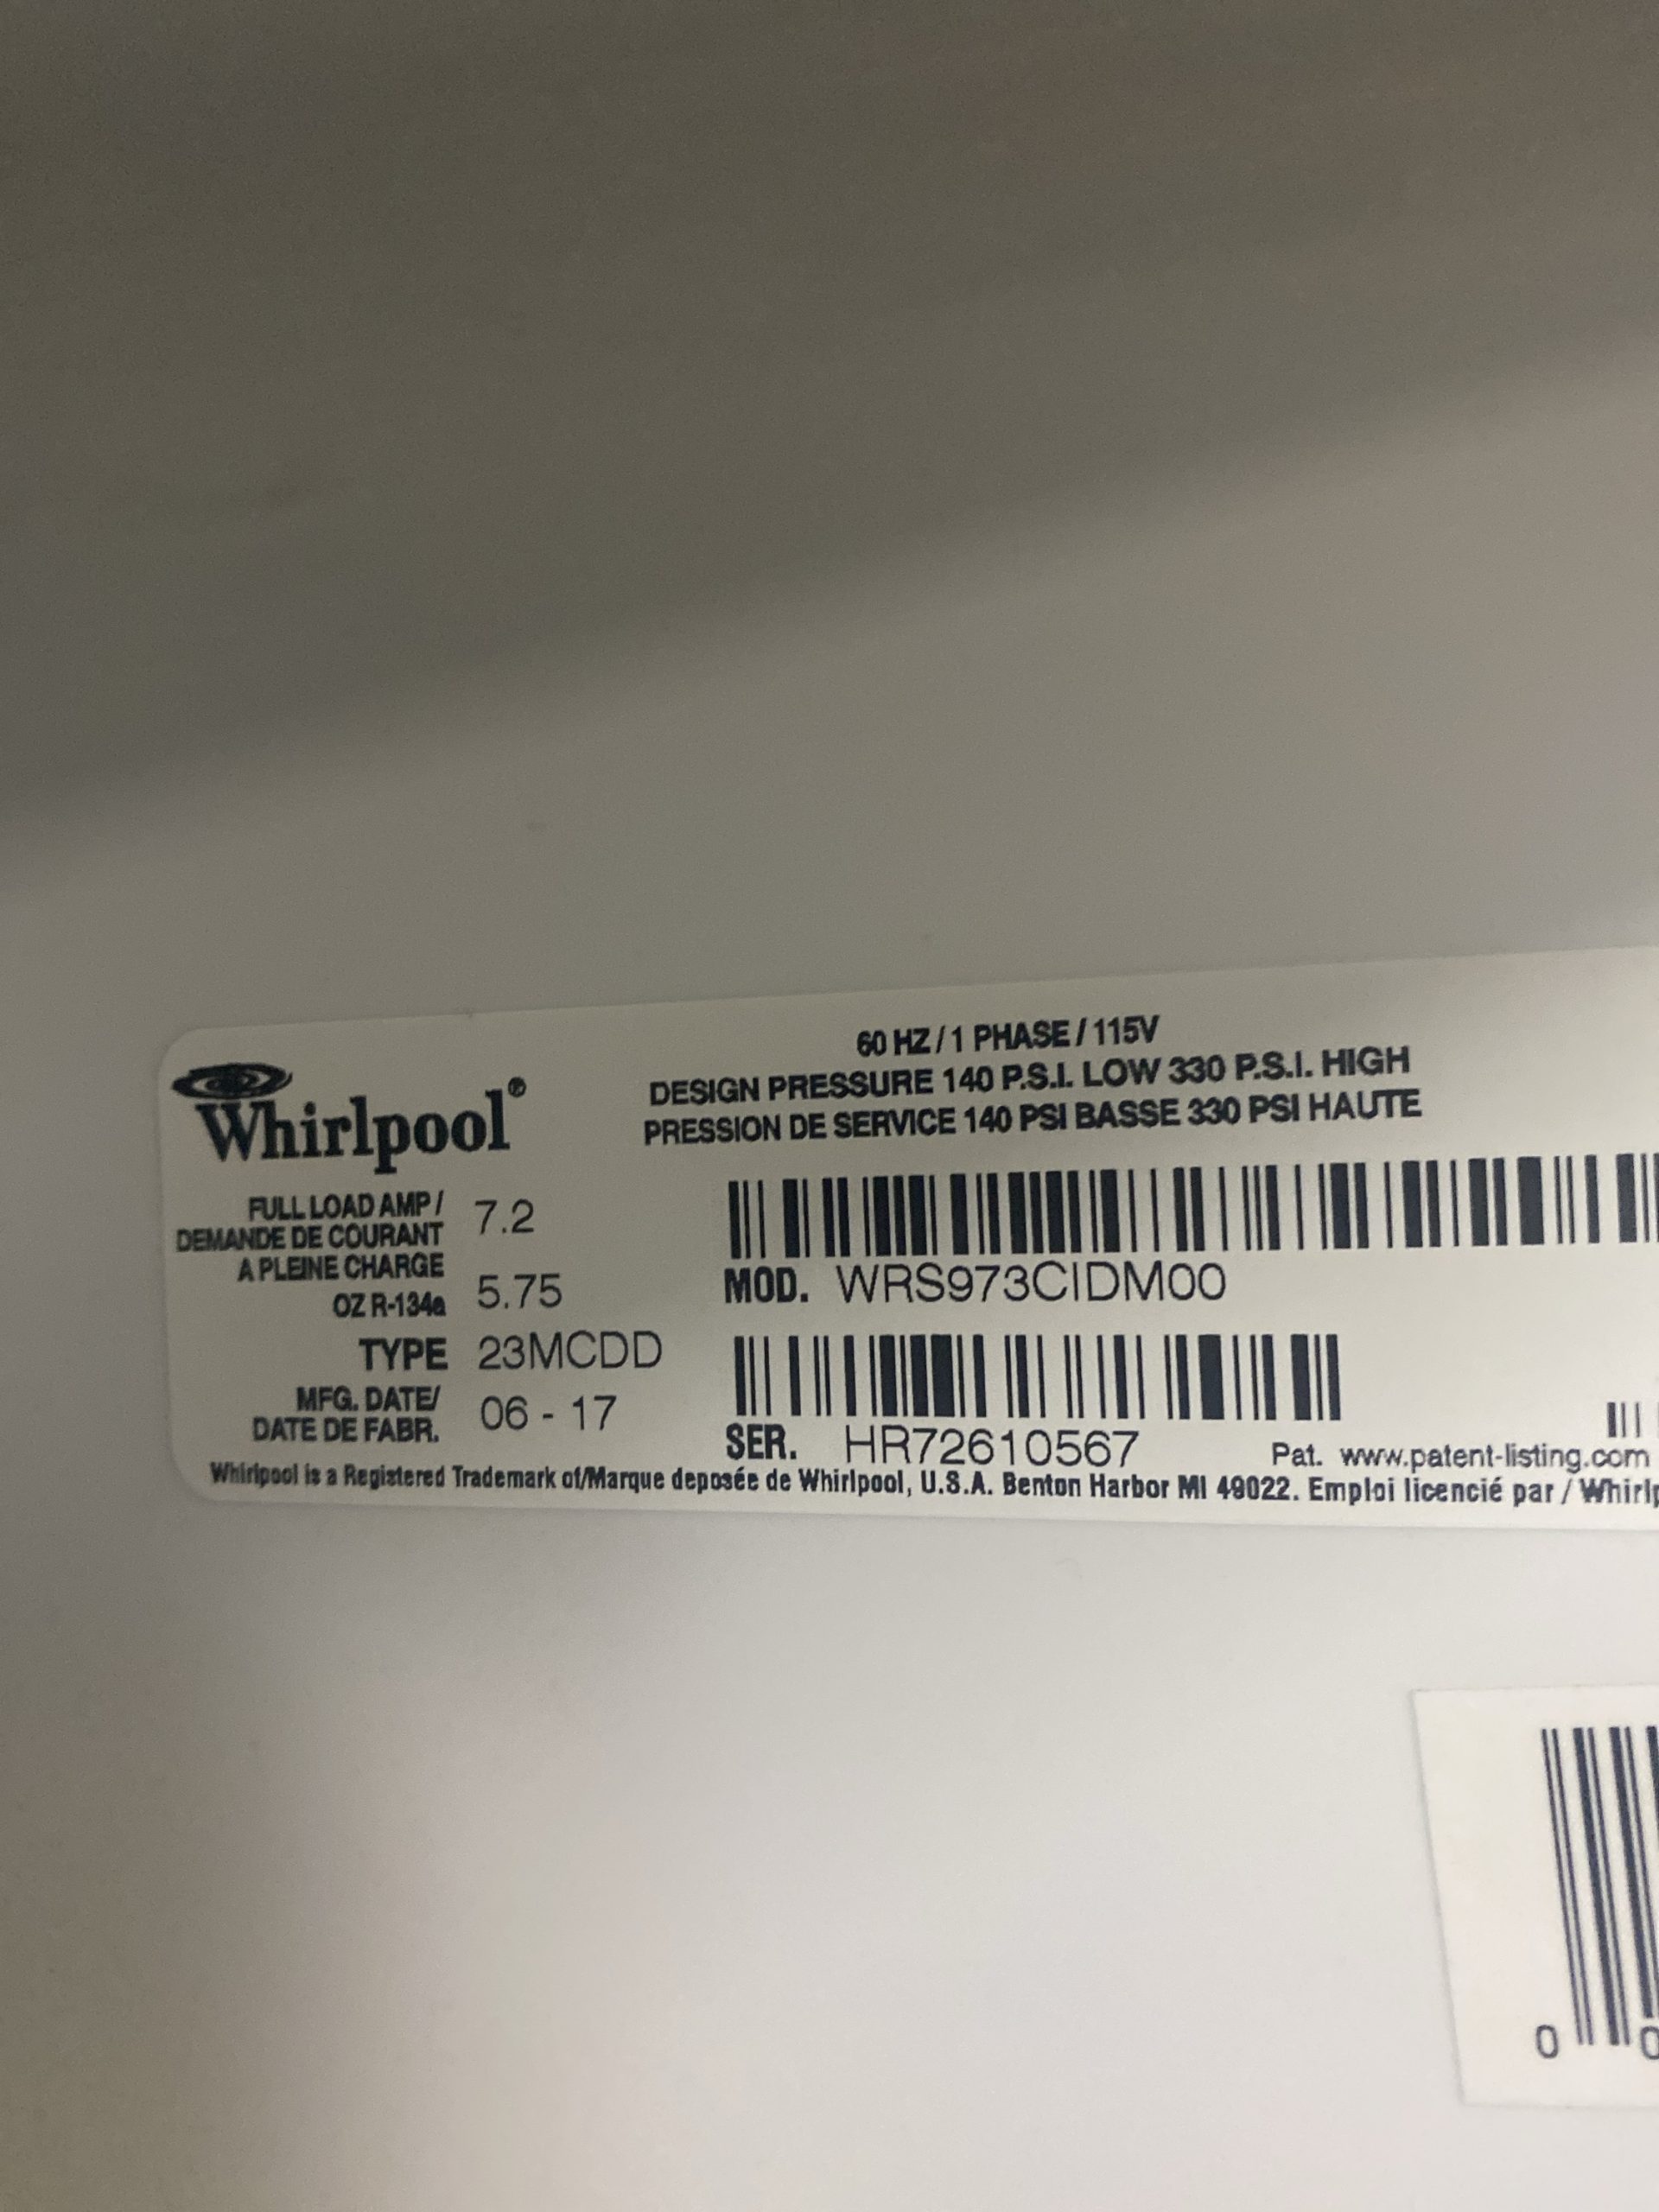 60 HZ / 1 PHASE / 115V
DESIGN PRESSURE 140 P.S.I. LOW 330 P.S.I. HIGH
PRESSION DE SERVICE 140 PSI BASSE 330 PSI HAUTE
Whirlpool®
FULL LOAD AMP / 7.2
DEMANDE DE COURANT
A PLEINE CHARGE
OZ R-134a 5.75
TYPE 23MCDD
MFG. DATE/ 06 - 17
DATE DE FABR.
MOD. WRS973CIDM00
SER. HR72610567
Pat. www.patent-listing.com
Whirlpool is a Registered Trademark of/Marque deposée de Whirlpool, U.S.A. Benton Harbor MI 49022. Emploi licencié par / Whirlp
0 0